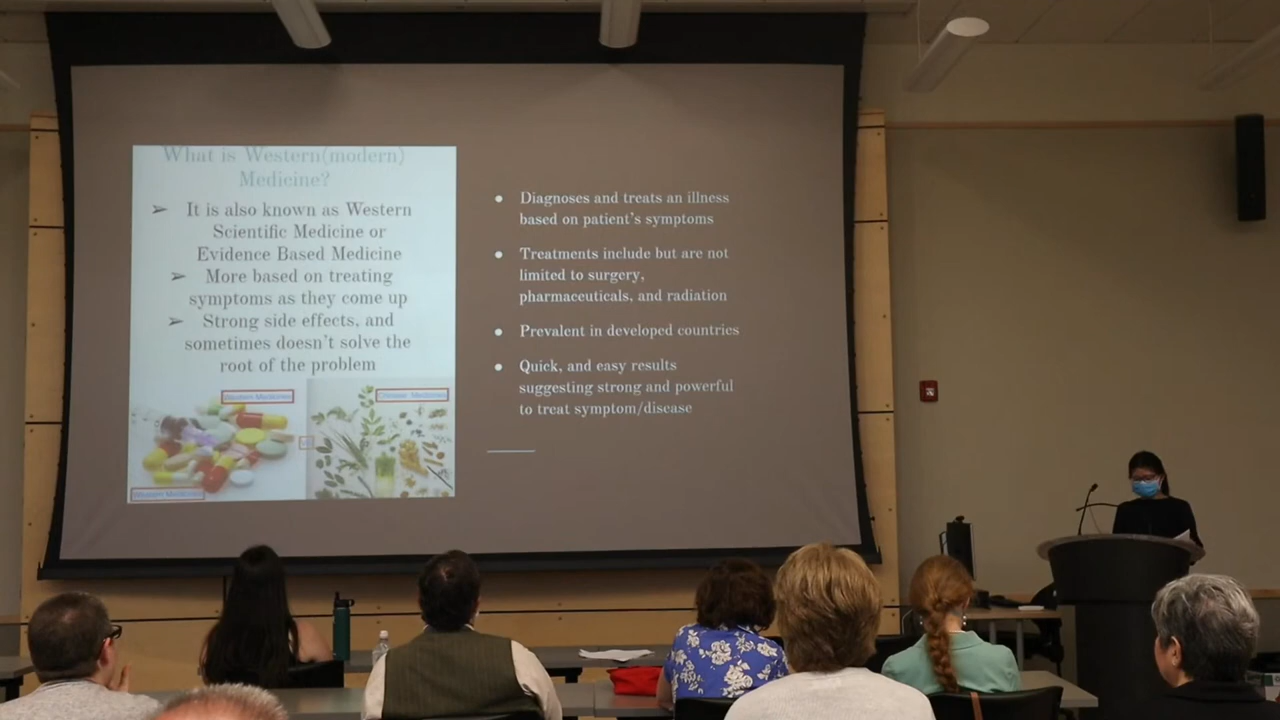 What is Western(modern)
Medicine?
➢ It is also known as Western
Scientific Medicine or
Evidence Based Medicine
➢ More based on treating
symptoms as they come up
➢ Strong side effects, and
sometimes doesn't solve the
root of the problem
Western Medicines
Chinese Medicines
Western Medicines
● Diagnoses and treats an illness
based on patient's symptoms
● Treatments include but are not
limited to surgery,
pharmaceuticals, and radiation
● Prevalent in developed countries
● Quick, and easy results
suggesting strong and powerful
to treat symptom/disease